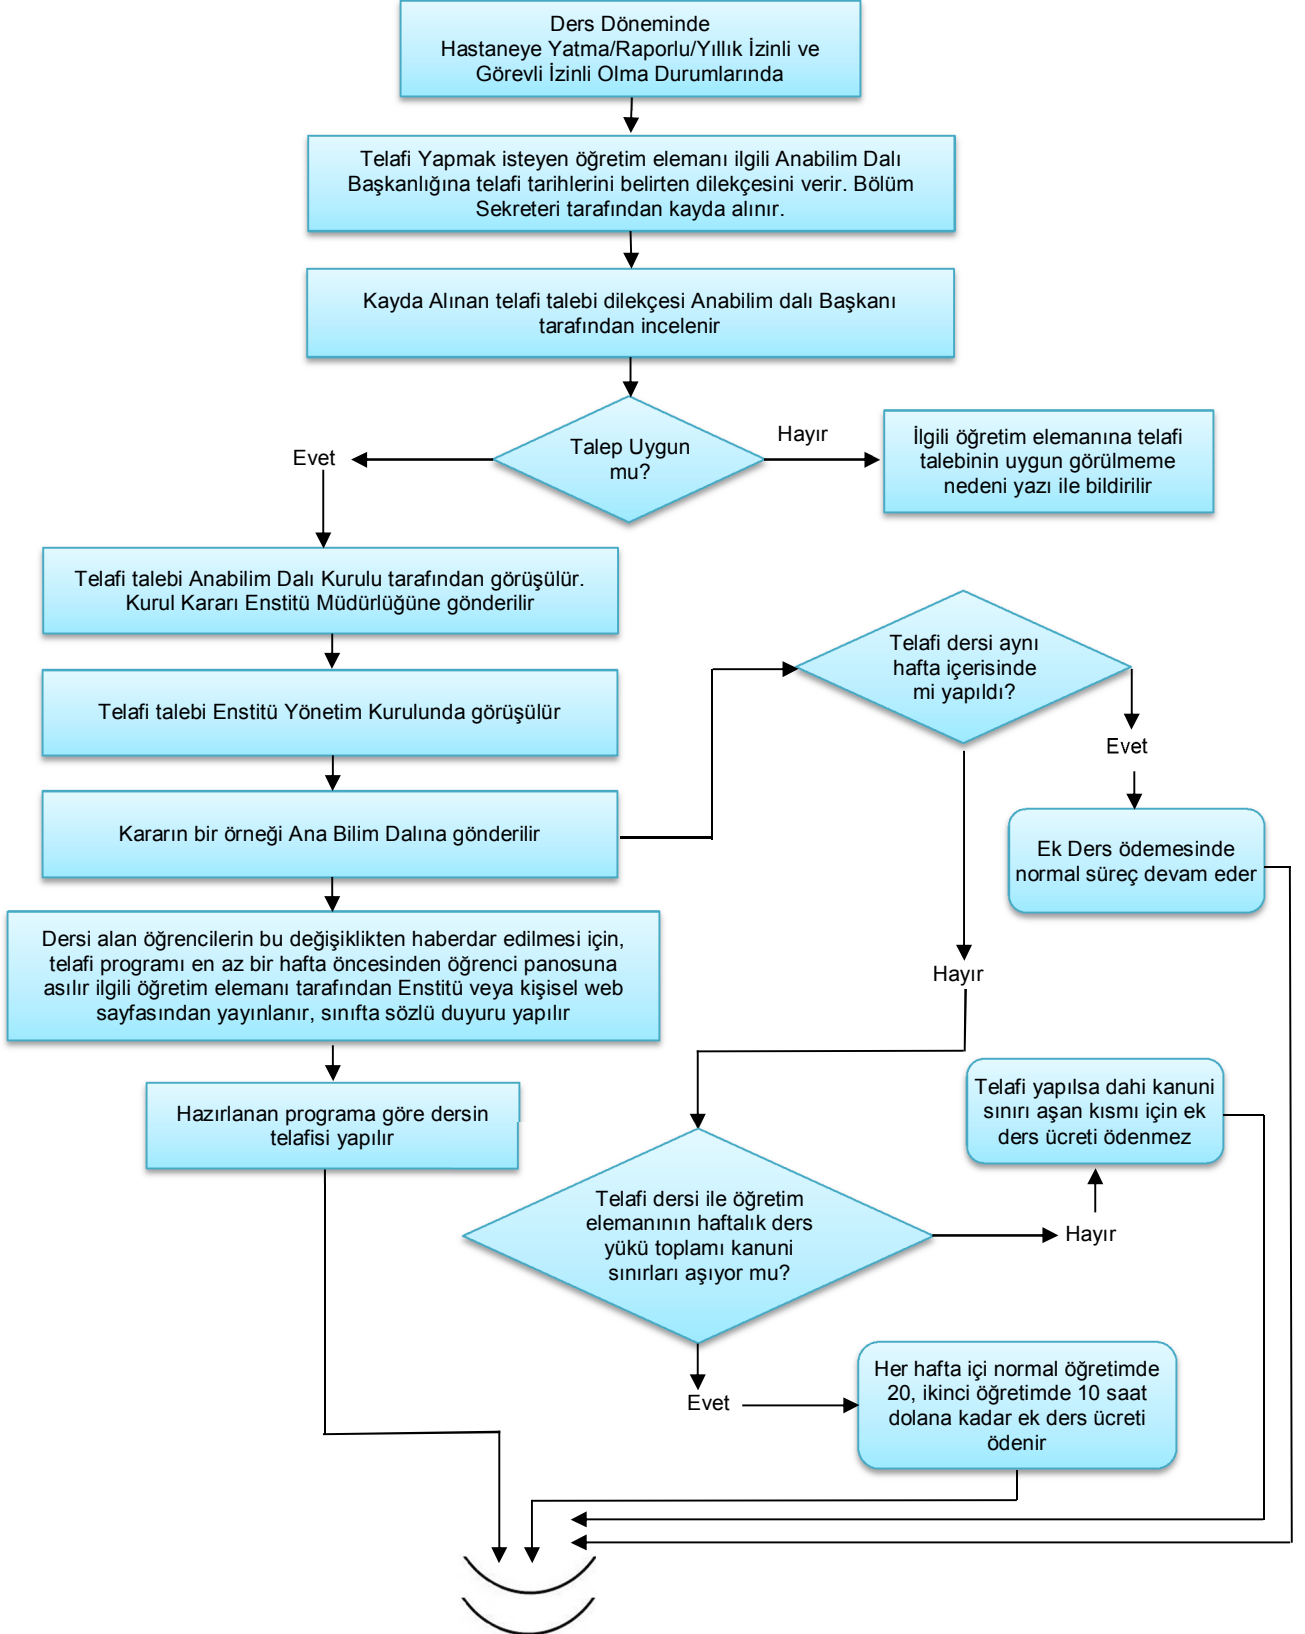 Ders Döneminde
Hastaneye Yatma/Raporlu/Yıllık İzinli ve
Görevli İzinli Olma Durumlarında
Telafi Yapmak isteyen öğretim elemanı ilgili Anabilim Dalı
Başkanlığına telafi tarihlerini belirten dilekçesini verir. Bölüm
Sekreteri tarafından kayda alınır.
Kayda Alınan telafi talebi dilekçesi Anabilim dalı Başkanı
tarafından incelenir
Talep Uygun
mu?
Hayır
İlgili öğretim elemanına telafi
talebinin uygun görülmeme
nedeni yazı ile bildirilir
Evet
Telafi talebi Anabilim Dalı Kurulu tarafından görüşülür.
Kurul Kararı Enstitü Müdürlüğüne gönderilir
Telafi talebi Enstitü Yönetim Kurulunda görüşülür
Kararın bir örneği Ana Bilim Dalına gönderilir
Dersi alan öğrencilerin bu değişiklikten haberdar edilmesi için,
telafi programı en az bir hafta öncesinden öğrenci panosuna
asılır ilgili öğretim elemanı tarafından Enstitü veya kişisel web
sayfasından yayınlanır, sınıfta sözlü duyuru yapılır
Hazırlanan programa göre dersin
telafisi yapılır
Telafi dersi aynı
hafta içerisinde
mi yapıldı?
Evet
Ek Ders ödemesinde
normal süreç devam eder
Hayır
Telafi dersi ile öğretim
elemanının haftalık ders
yükü toplamı kanuni
sınırları aşıyor mu?
Hayır
Telafi yapılsa dahi kanuni
sınırı aşan kısmı için ek
ders ücreti ödenmez
Evet
Her hafta içi normal öğretimde
20, ikinci öğretimde 10 saat
dolana kadar ek ders ücreti
ödenir